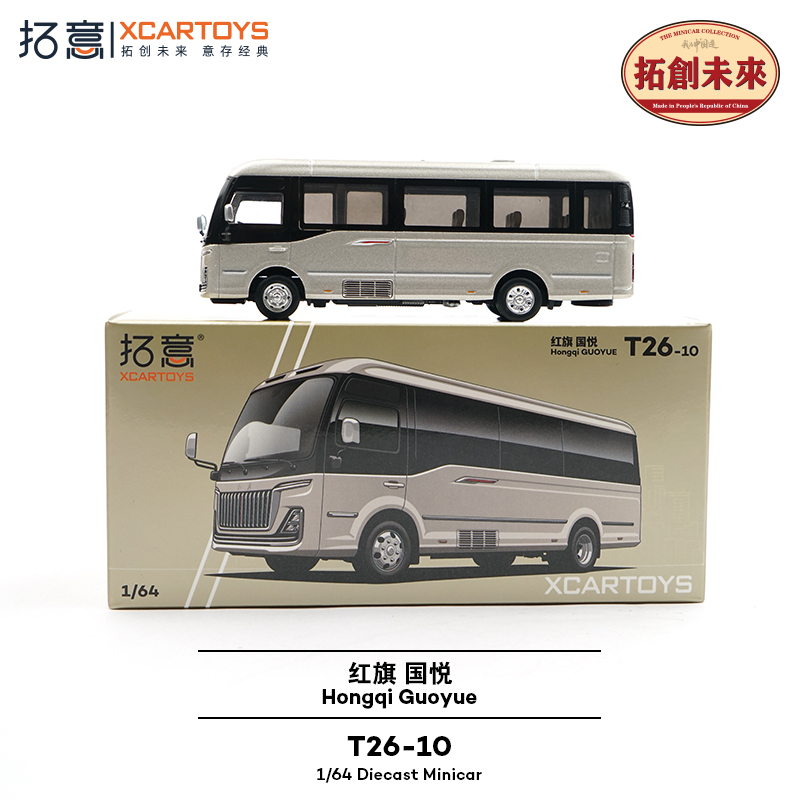 拓意 XCARTOYS
拓创未来 意存经典
THE MINICAR COLLECTION
拓創未來
Made in People's Republic of China
拓意®
XCARTOYS
红旗 国悦
Hongqi GUOYUE
T26-10
1/64
XCARTOYS
红旗 国悦
Hongqi Guoyue
T26-10
1/64 Diecast Minicar